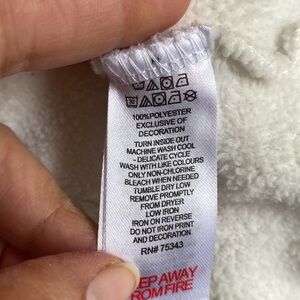 100%POLYESTER
EXCLUSIVE OF
DECORATION
TURN INSIDE OUT
MACHINE WASH COOL
- DELICATE CYCLE
WASH WITH LIKE COLOURS
ONLY NON-CHLORINE
BLEACH WHEN NEEDED
TUMBLE DRY LOW
REMOVE PROMPTLY
FROM DRYER
LOW IRON
IRON ON REVERSE
DO NOT IRON PRINT
AND DECORATION
RN# 75343
EEP AWAY
ROM FIRE